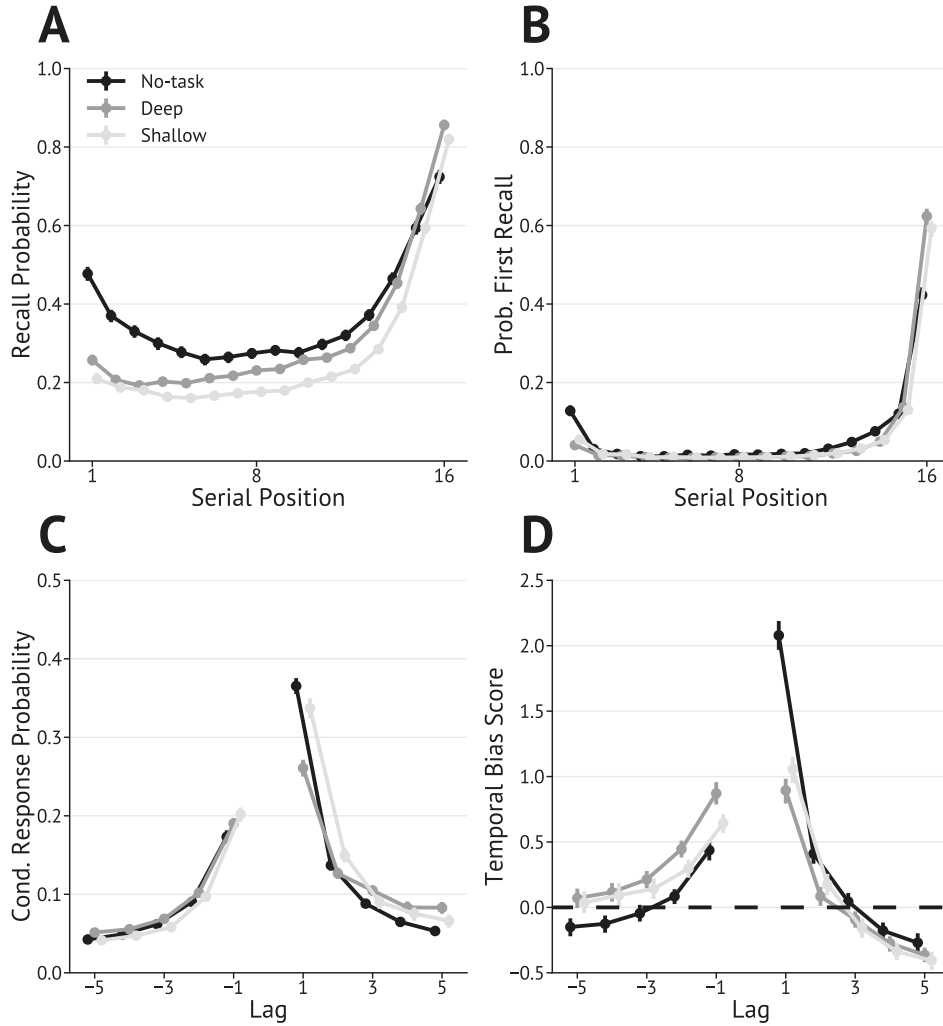 A
Recall Probability
1.0
0.8
0.6
0.4
0.2
0.0
No-task
Deep
Shallow
1 8 16
Serial Position
B
Prob. First Recall
1.0
0.8
0.6
0.4
0.2
0.0
1 8 16
Serial Position
C
Cond. Response Probability
0.5
0.4
0.3
0.2
0.1
0.0
−5 −3 −1 1 3 5
Lag
D
Temporal Bias Score
2.5
2.0
1.5
1.0
0.5
0.0
−0.5
−5 −3 −1 1 3 5
Lag